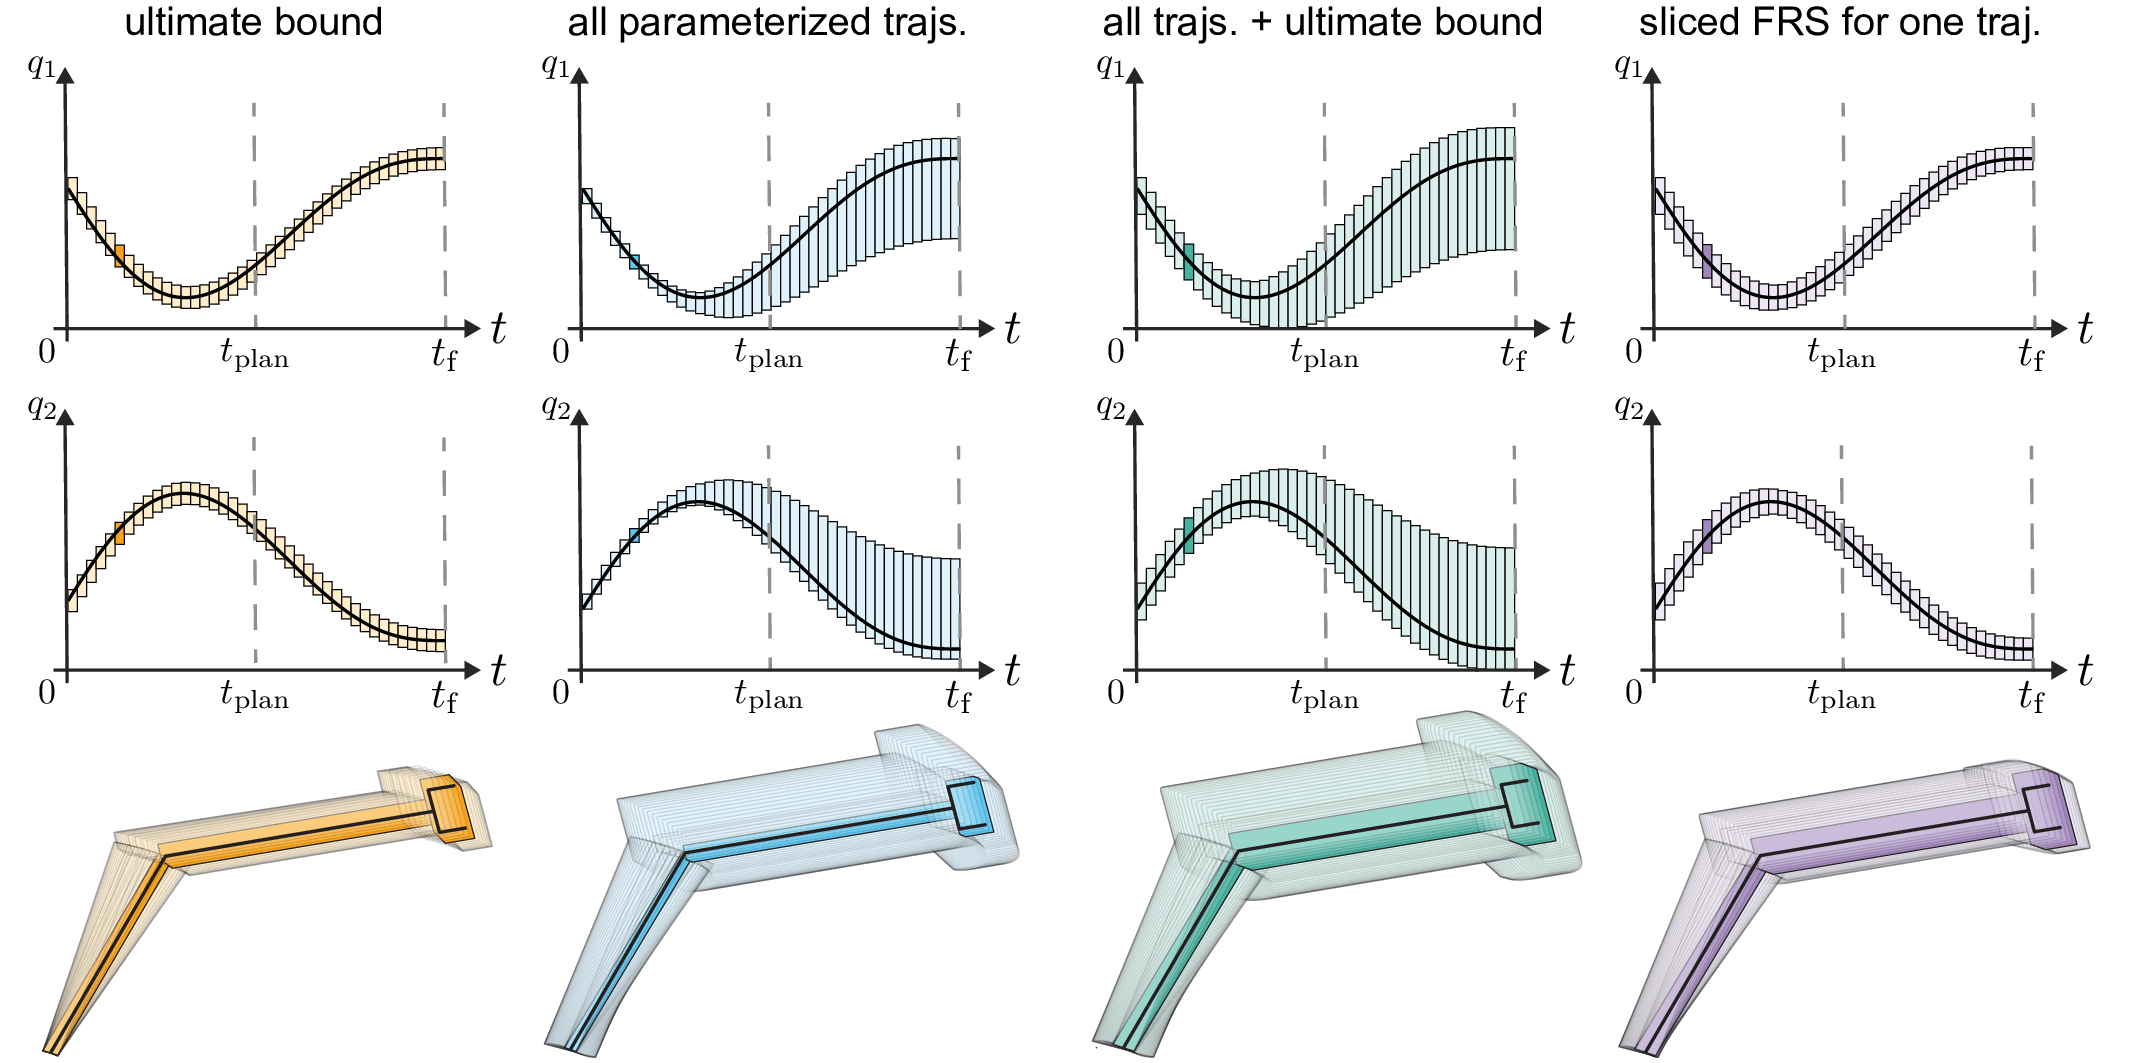 ultimate bound
all parameterized trajs.
all trajs. + ultimate bound
sliced FRS for one traj.
q1
q1
q1
q1
t
t
t
t
0
tplan
tf
0
tplan
tf
0
tplan
tf
0
tplan
tf
q2
q2
q2
q2
t
t
t
t
0
tplan
tf
0
tplan
tf
0
tplan
tf
0
tplan
tf